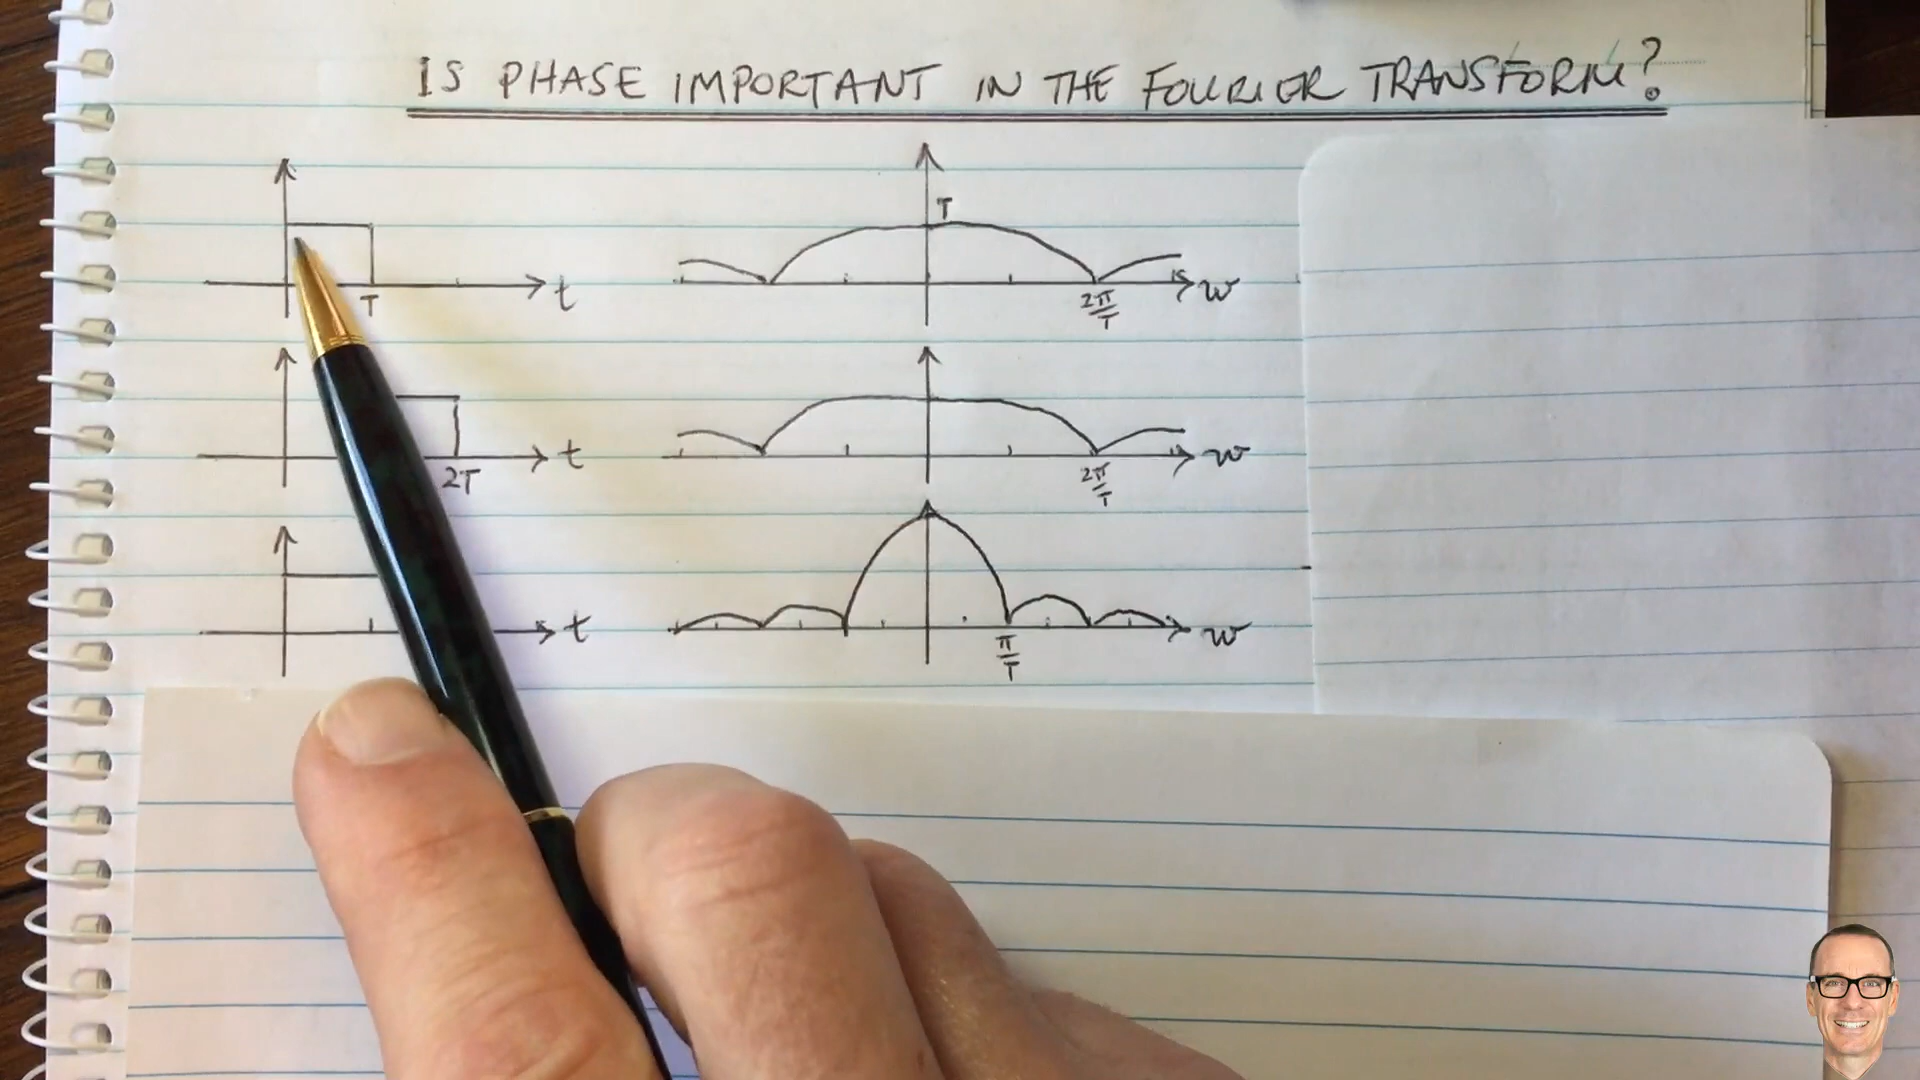 IS PHASE IMPORTANT IN THE FOURIER TRANSFORM?
T
T
t
2π/T
w
2T
t
2π/T
w
t
π/T
w